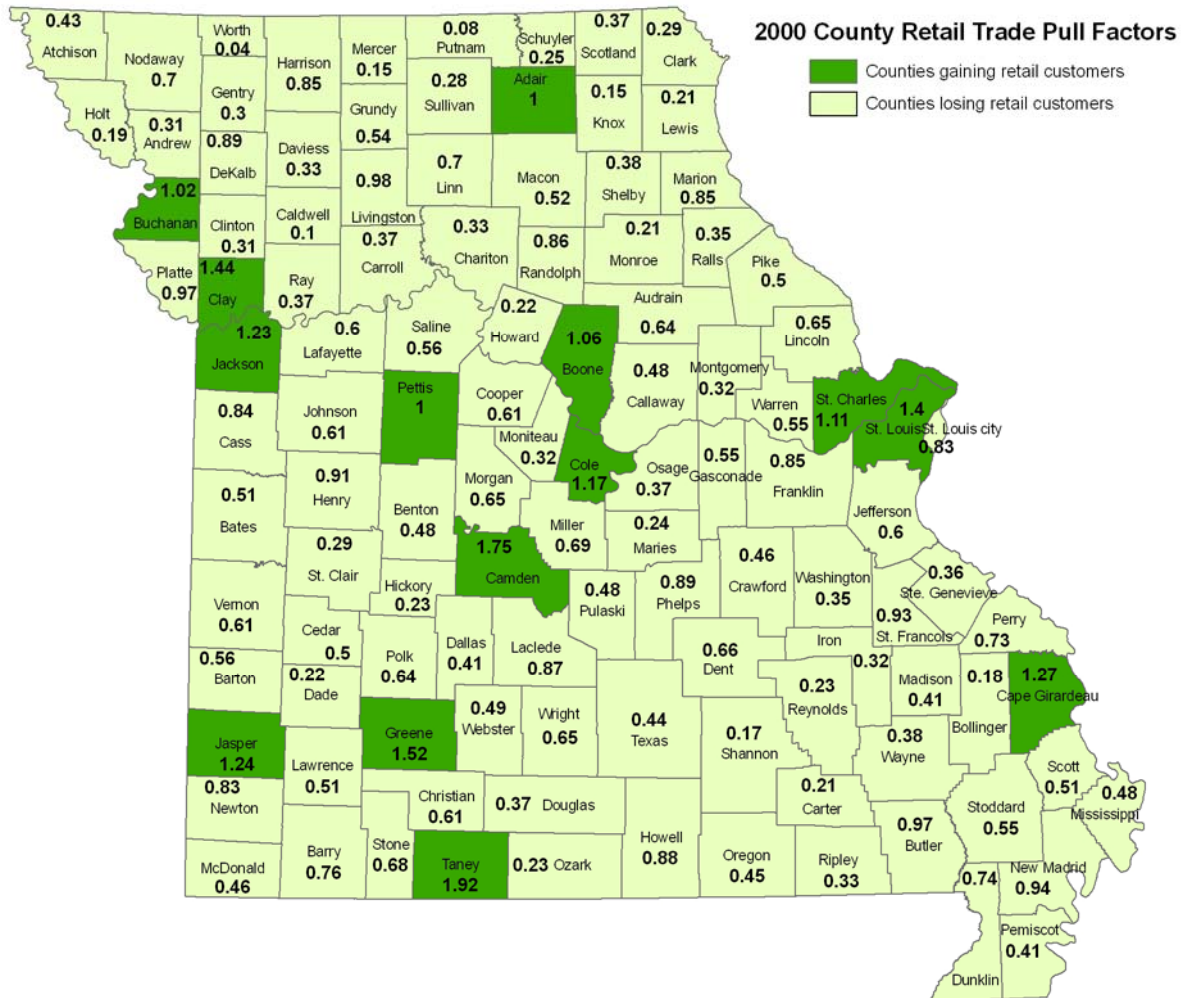 2000 County Retail Trade Pull Factors
Counties gaining retail customers
Counties losing retail customers
0.43
Atchison
Nodaway
0.7
Worth
0.04
Gentry
0.3
Harrison
0.85
Mercer
0.15
0.08
Putnam
Schuyler
0.25
0.37
Scotland
0.29
Clark
Holt
0.19
0.31
Andrew
0.89
DeKalb
Daviess
0.33
Grundy
0.54
0.28
Sullivan
Adair
1
0.15
Knox
0.21
Lewis
1.02
Buchanan
Clinton
0.31
Caldwell
0.1
0.98
Livingston
0.7
Linn
Macon
0.52
0.38
Shelby
Marion
0.85
Platte
0.97
1.44
Clay
Ray
0.37
0.37
Carroll
0.33
Chariton
0.86
Randolph
0.21
Monroe
0.35
Ralls
Pike
0.5
1.23
Jackson
0.6
Lafayette
Saline
0.56
0.22
Howard
1.06
Boone
Audrain
0.64
0.65
Lincoln
0.84
Cass
Johnson
0.61
Pettis
1
Cooper
0.61
0.48
Callaway
Montgomery
0.32
Warren
0.55
St. Charles
1.11
1.4
St. Louis
St. Louis city
0.83
0.51
Bates
0.91
Henry
Benton
0.48
Morgan
0.65
Moniteau
0.32
Cole
1.17
Osage
0.37
0.55
Gasconade
0.85
Franklin
Jefferson
0.6
0.29
St. Clair
Hickory
0.23
1.75
Camden
Miller
0.69
0.24
Maries
0.46
Crawford
Washington
0.35
0.36
Ste. Genevieve
Vernon
0.61
Cedar
0.5
Polk
0.64
Dallas
0.41
Laclede
0.87
0.48
Pulaski
0.89
Phelps
0.66
Dent
Iron
0.32
0.93
St. Francois
Perry
0.73
0.56
Barton
0.22
Dade
Greene
1.52
0.49
Webster
Wright
0.65
0.44
Texas
0.17
Shannon
0.23
Reynolds
Madison
0.41
0.18
Bollinger
1.27
Cape Girardeau
Jasper
1.24
Lawrence
0.51
0.38
Wayne
Scott
0.51
0.48
Mississippi
0.83
Newton
Christian
0.61
0.37 Douglas
0.21
Carter
Stoddard
0.55
McDonald
0.46
Barry
0.76
Stone
0.68
Taney
1.92
0.23 Ozark
Howell
0.88
Oregon
0.45
Ripley
0.33
0.97
Butler
0.74
Dunklin
New Madrid
0.94
Pemiscot
0.41